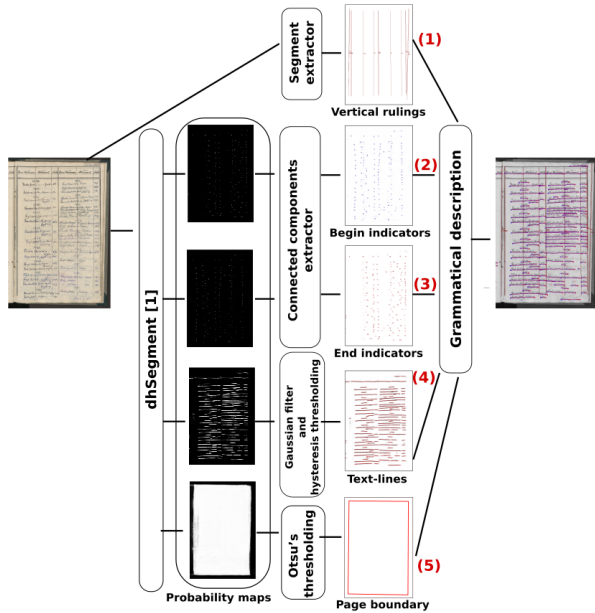 Segment
extractor
(1)
Vertical rulings
dhSegment [1]
Connected components
extractor
(2)
Begin indicators
(3)
End indicators
Grammatical description
Gaussian filter
and
hysteresis thresholding
(4)
Text-lines
Otsu's
thresholding
(5)
Probability maps
Page boundary